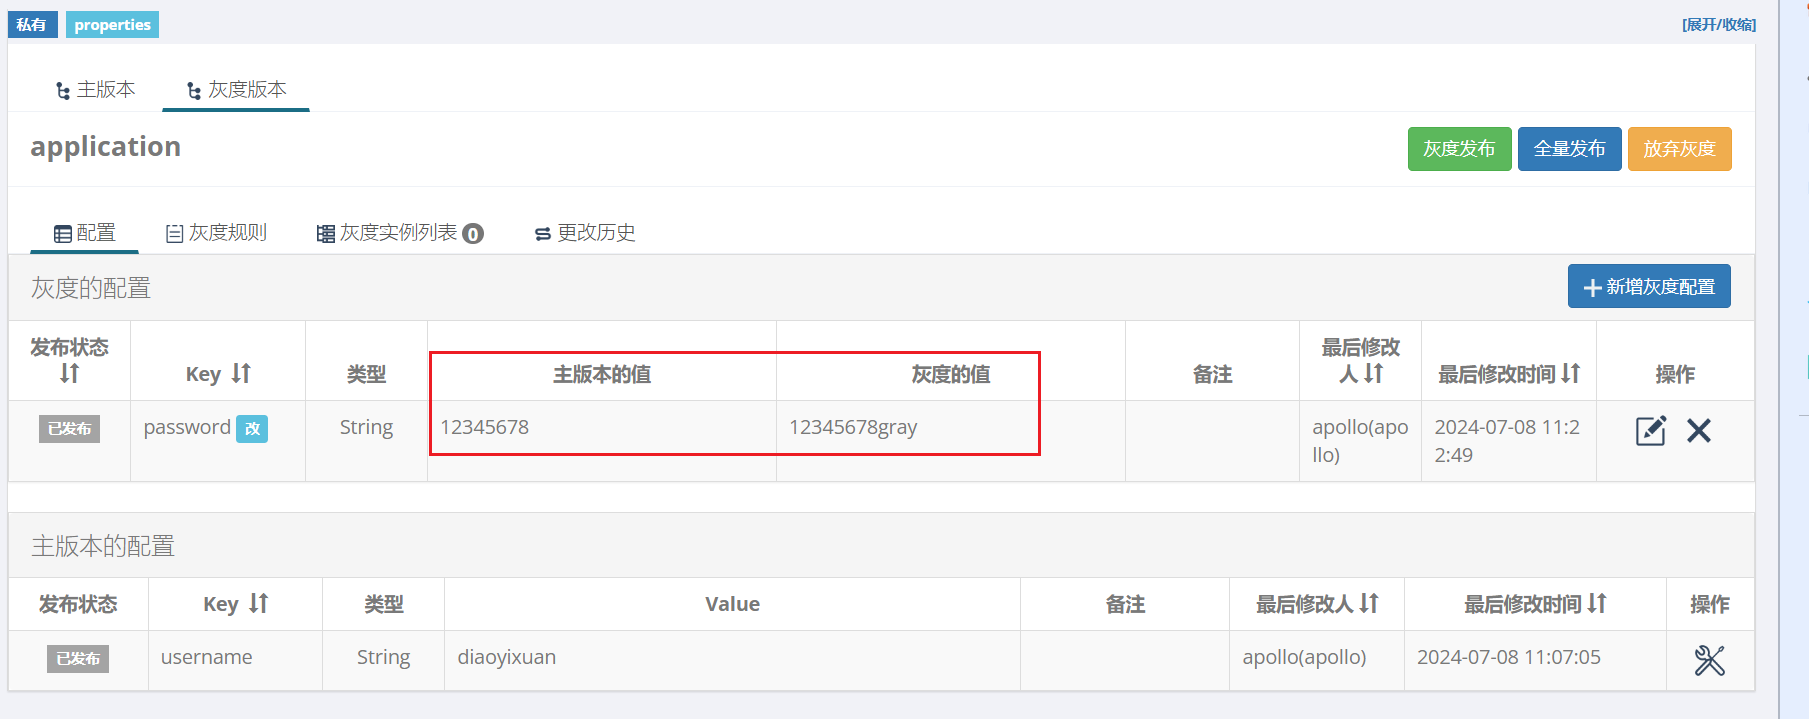 私有 properties [展开/收缩]
主版本 灰度版本
application 灰度发布 全量发布 放弃灰度
配置 灰度规则 灰度实例列表 0 更改历史
灰度的配置 新增灰度配置
发布状态 Key 类型 主版本的值 灰度的值 备注 最后修改人 最后修改时间 操作
已发布 password 改 String 12345678 12345678gray apollo(apo 2024-07-08 11:2
llo) 2:49
主版本的配置
发布状态 Key 类型 Value 备注 最后修改人 最后修改时间 操作
已发布 username String diaoyixuan apollo(apollo) 2024-07-08 11:07:05